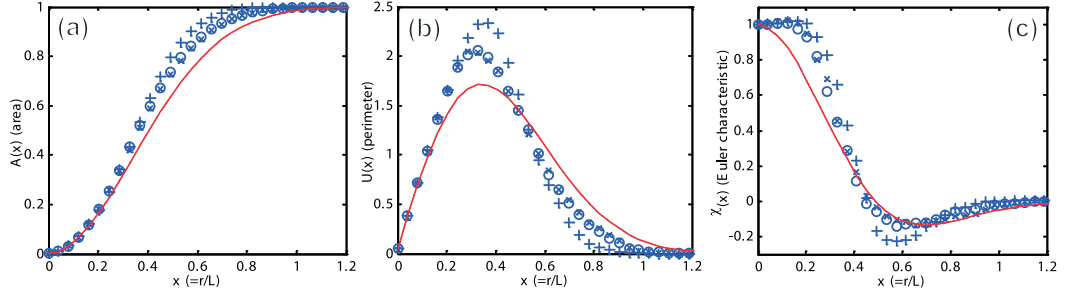 (a)
1
0.8
0.6
0.4
0.2
0
A(x) (area)
0 0.2 0.4 0.6 0.8 1 1.2
x (=r/L)
(b)
2.5
2
1.5
1
0.5
0
U(x) (perimeter)
0 0.2 0.4 0.6 0.8 1 1.2
x (=r/L)
(c)
1
0.8
0.6
0.4
0.2
0
-0.2
χ(x) (Euler characteristic)
0 0.2 0.4 0.6 0.8 1 1.2
x (=r/L)